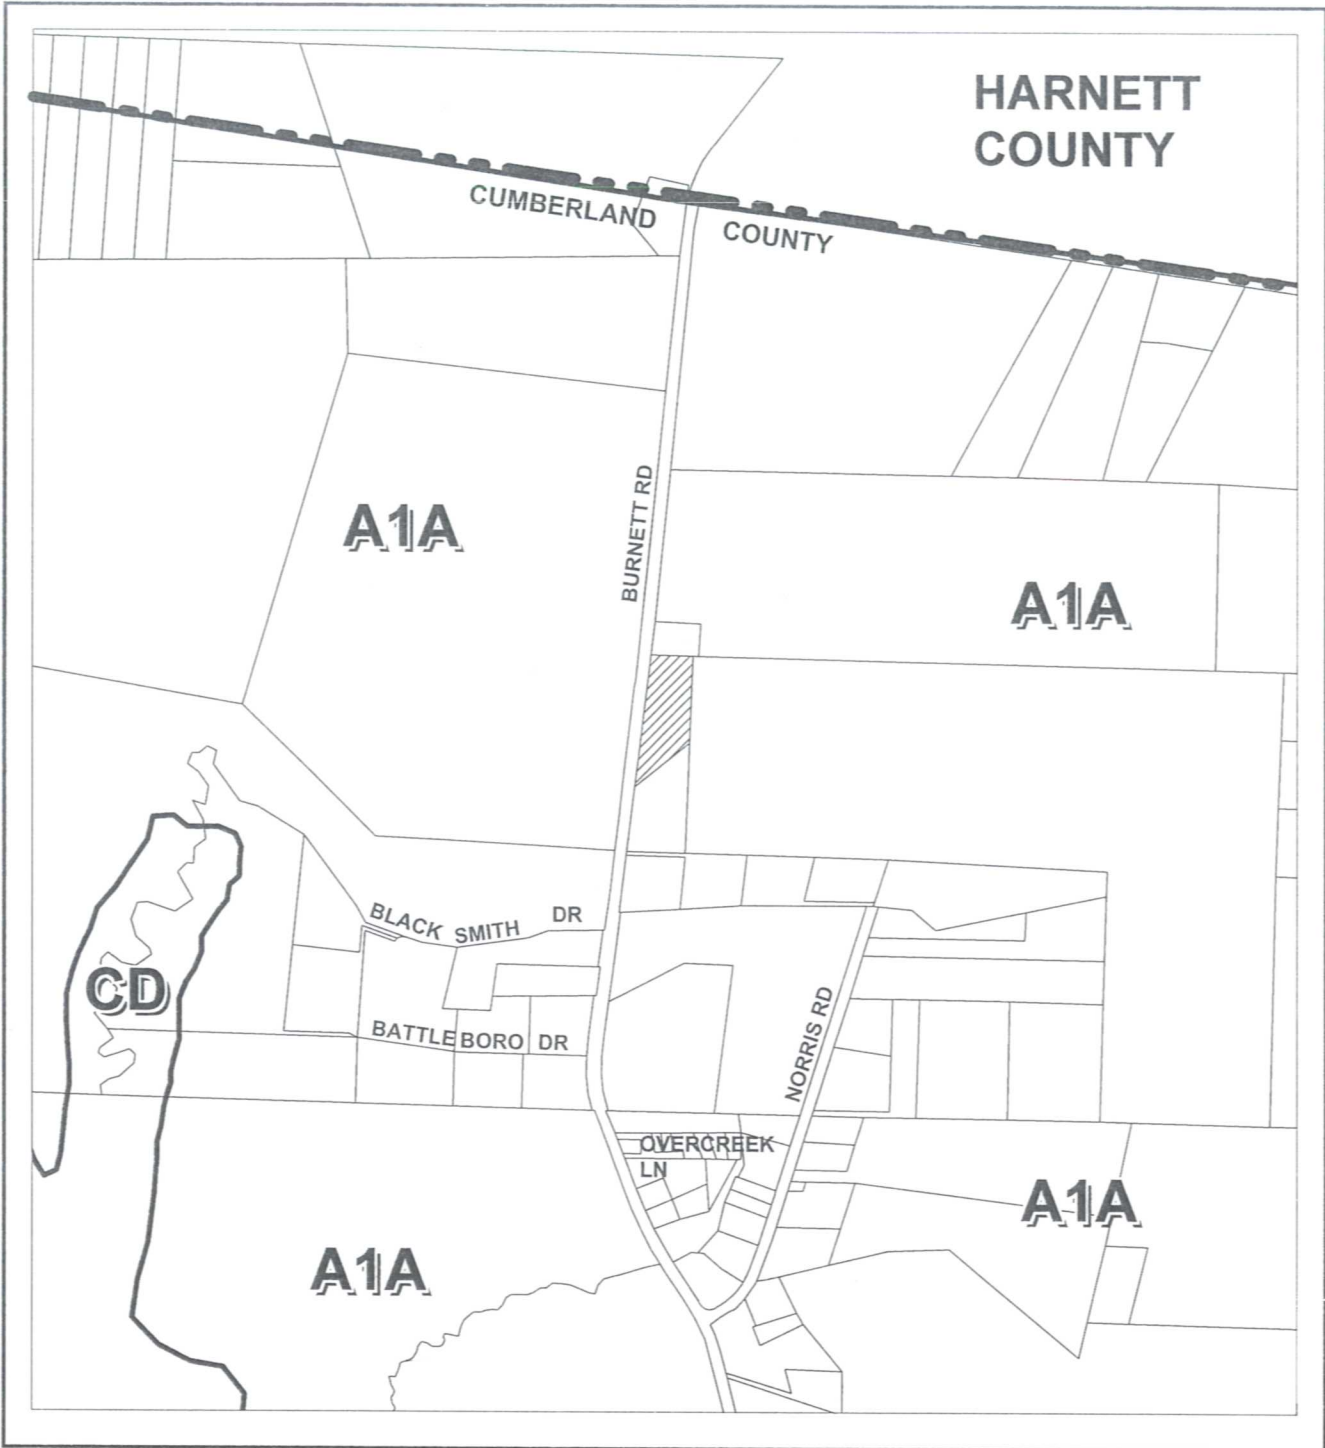 HARNETT
COUNTY
CUMBERLAND COUNTY
BURNETT RD
A1A
A1A
BLACK SMITH DR
CD
BATTLE BORO DR
NORRIS RD
OVERCREEK
LN
A1A
A1A